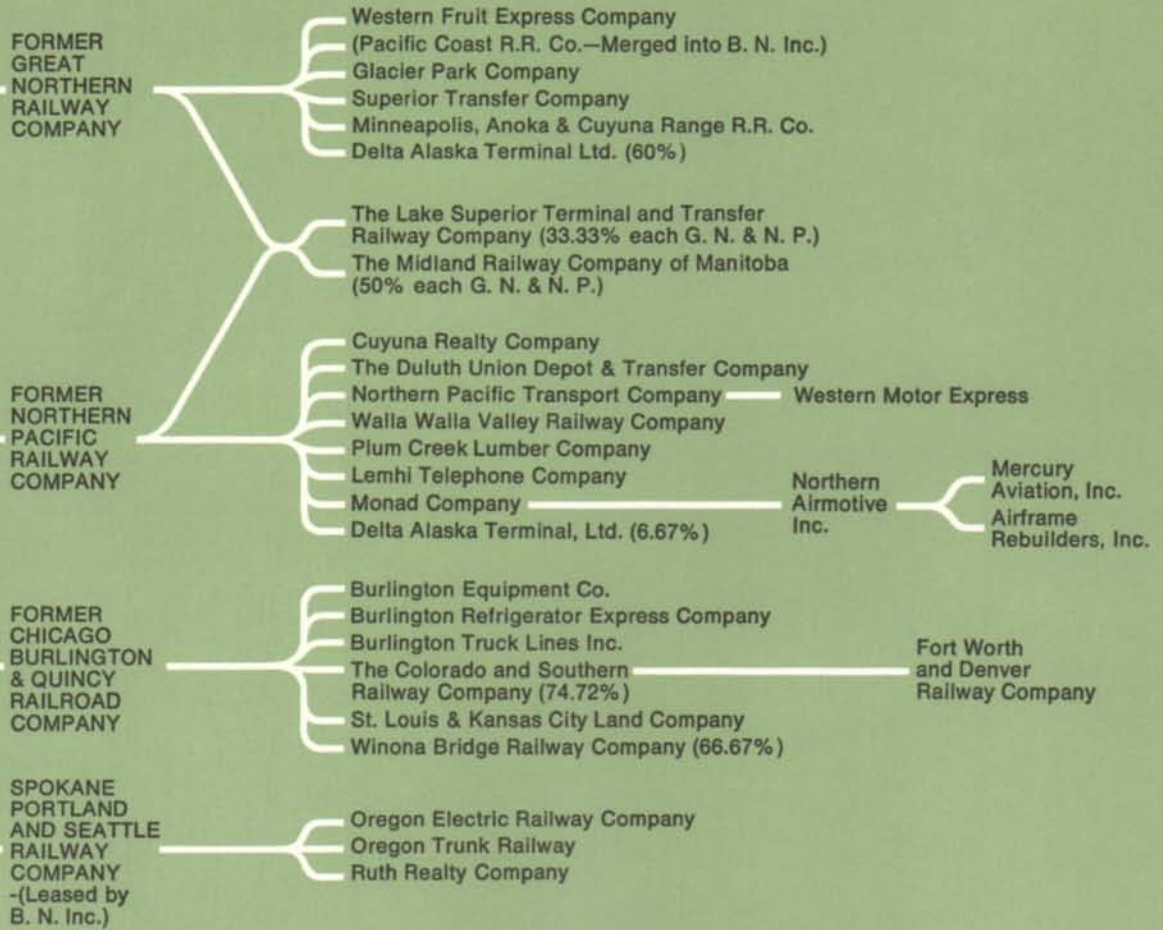 FORMER
GREAT
NORTHERN
RAILWAY
COMPANY
Western Fruit Express Company
(Pacific Coast R.R. Co.—Merged into B. N. Inc.)
Glacier Park Company
Superior Transfer Company
Minneapolis, Anoka & Cuyuna Range R.R. Co.
Delta Alaska Terminal Ltd. (60%)
The Lake Superior Terminal and Transfer
Railway Company (33.33% each G. N. & N. P.)
The Midland Railway Company of Manitoba
(50% each G. N. & N. P.)
FORMER
NORTHERN
PACIFIC
RAILWAY
COMPANY
Cuyuna Realty Company
The Duluth Union Depot & Transfer Company
Northern Pacific Transport Company
Western Motor Express
Walla Walla Valley Railway Company
Plum Creek Lumber Company
Lemhi Telephone Company
Monad Company
Northern
Airmotive
Inc.
Mercury
Aviation, Inc.
Airframe
Rebuilders, Inc.
Delta Alaska Terminal, Ltd. (6.67%)
FORMER
CHICAGO
BURLINGTON
& QUINCY
RAILROAD
COMPANY
Burlington Equipment Co.
Burlington Refrigerator Express Company
Burlington Truck Lines Inc.
The Colorado and Southern
Railway Company (74.72%)
Fort Worth
and Denver
Railway Company
St. Louis & Kansas City Land Company
Winona Bridge Railway Company (66.67%)
SPOKANE
PORTLAND
AND SEATTLE
RAILWAY
COMPANY
-(Leased by
B. N. Inc.)
Oregon Electric Railway Company
Oregon Trunk Railway
Ruth Realty Company